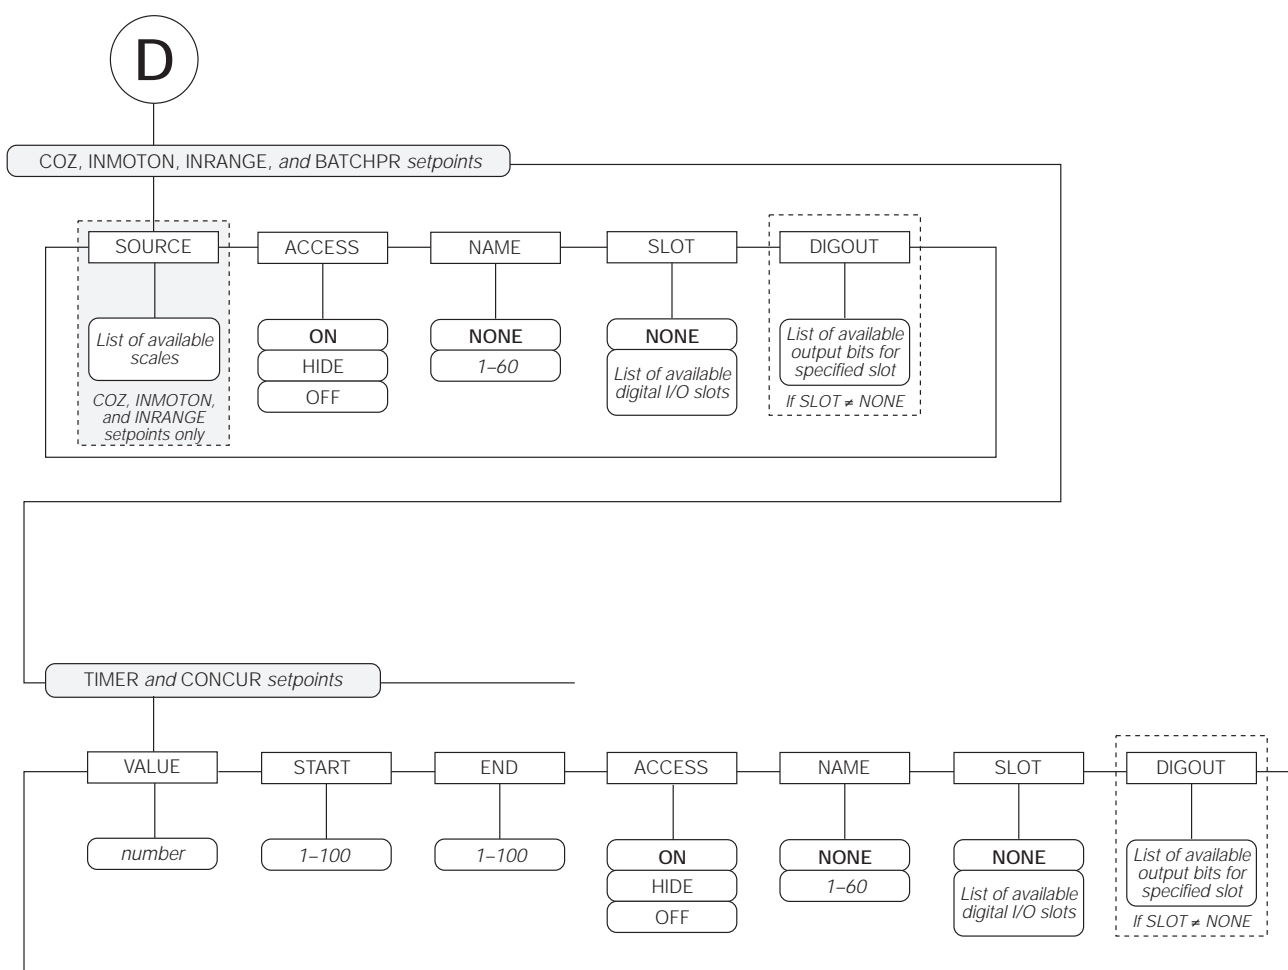 D
COZ, INMOTON, INRANGE, and BATCHPR setpoints
SOURCE
ACCESS
NAME
SLOT
DIGOUT
List of available
scales
COZ, INMOTON,
and INRANGE
setpoints only
ON
HIDE
OFF
NONE
1–60
NONE
List of available
digital I/O slots
List of available
output bits for
specified slot
If SLOT ≠ NONE
TIMER and CONCUR setpoints
VALUE
START
END
ACCESS
NAME
SLOT
DIGOUT
number
1–100
1–100
ON
HIDE
OFF
NONE
1–60
NONE
List of available
digital I/O slots
List of available
output bits for
specified slot
If SLOT ≠ NONE